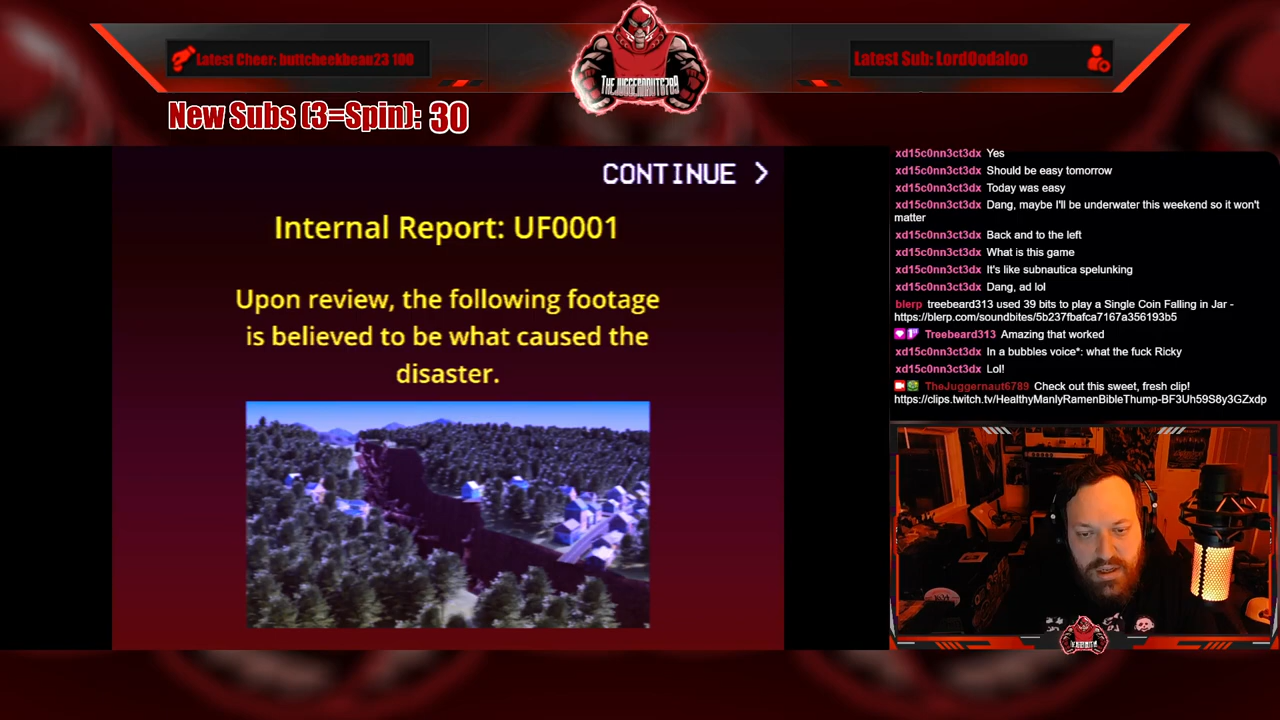 Latest Cheer: buttcheekbeau23 100
THEJUGGERNAUT6789
Latest Sub: LordOodaloo
New Subs (3=Spin): 30
CONTINUE >
Internal Report: UF0001
Upon review, the following footage
is believed to be what caused the
disaster.
xd15c0nn3ct3dx Yes
xd15c0nn3ct3dx Should be easy tomorrow
xd15c0nn3ct3dx Today was easy
xd15c0nn3ct3dx Dang, maybe I'll be underwater this weekend so it won't
matter
xd15c0nn3ct3dx Back and to the left
xd15c0nn3ct3dx What is this game
xd15c0nn3ct3dx It's like subnautica spelunking
xd15c0nn3ct3dx Dang, ad lol
blerp treebeard313 used 39 bits to play a Single Coin Falling in Jar -
https://blerp.com/soundbites/5b237fbafca7167a356193b5
Treebeard313 Amazing that worked
xd15c0nn3ct3dx In a bubbles voice*: what the fuck Ricky
xd15c0nn3ct3dx Lol!
TheJuggernaut6789 Check out this sweet, fresh clip!
https://clips.twitch.tv/HealthyManlyRamenBibleThump-BF3Uh59S8y3GZxdp